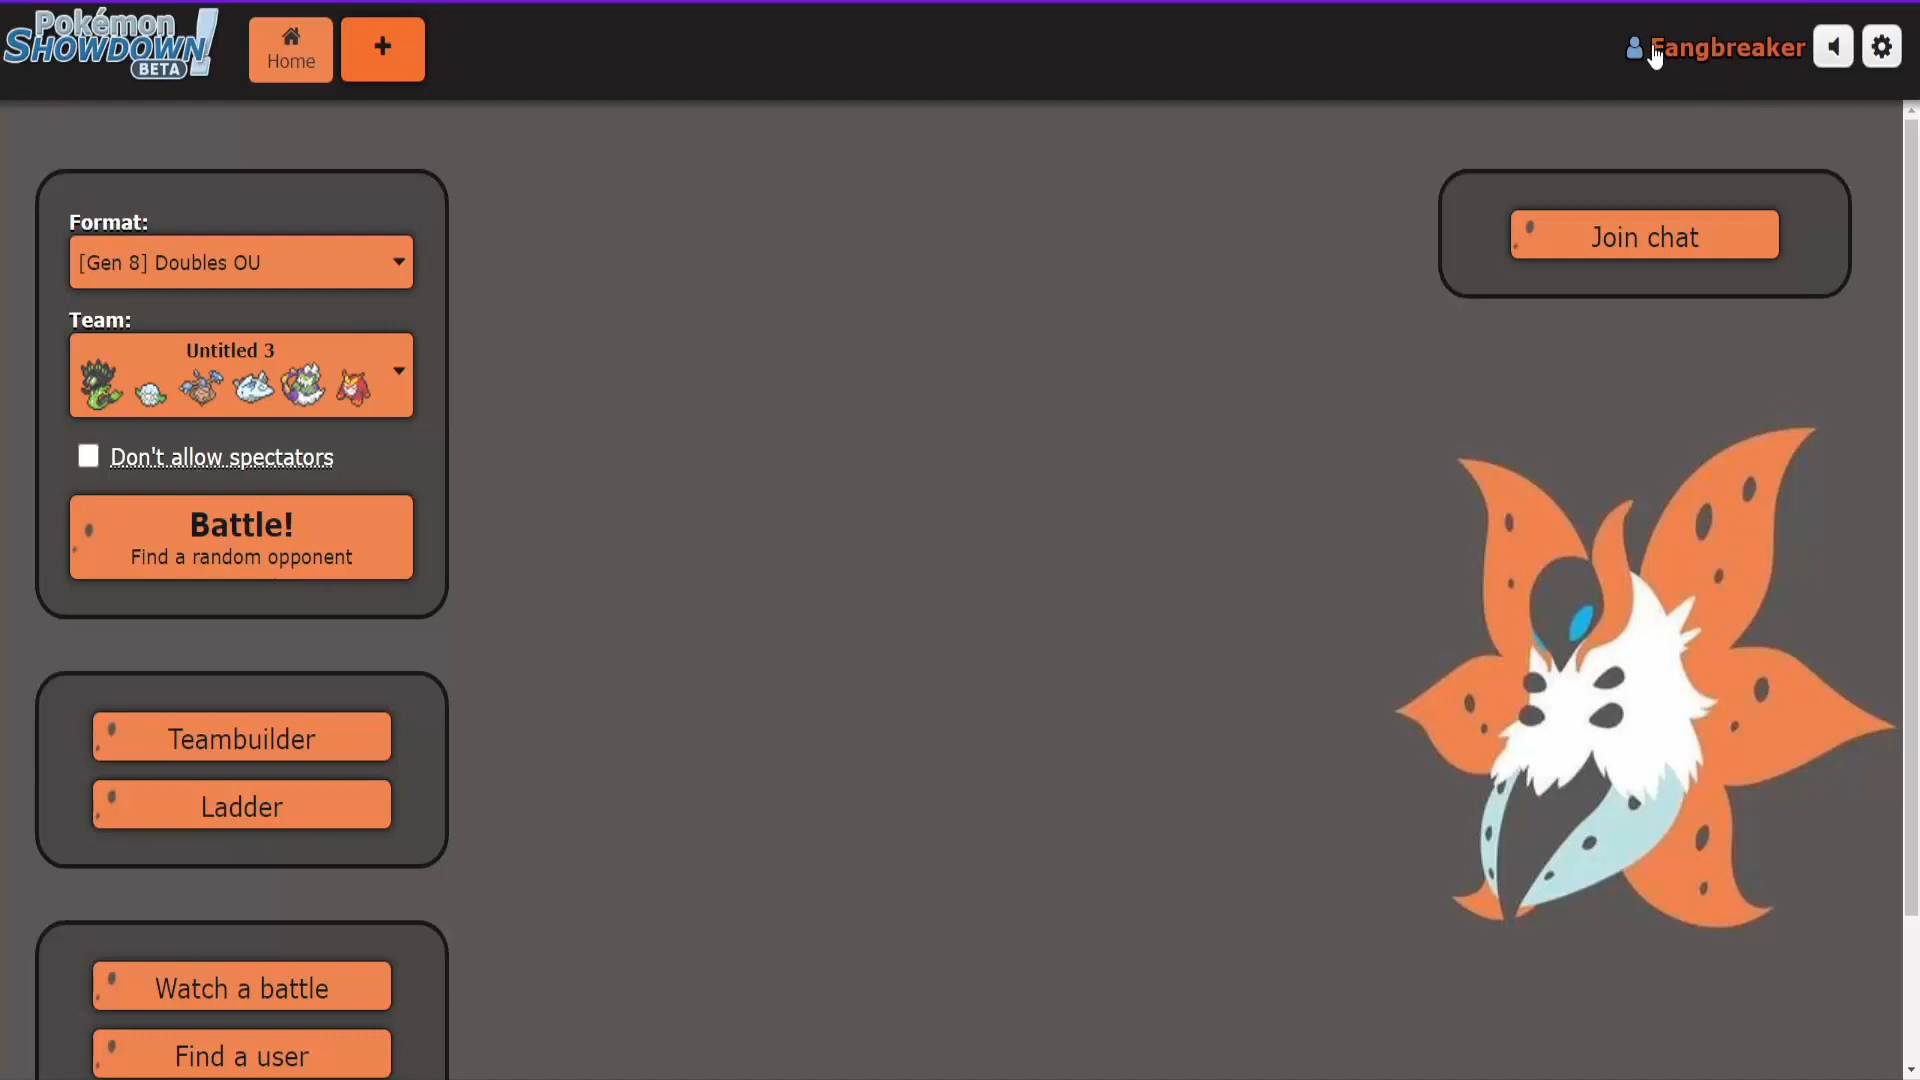 Pokémon
SHOWDOWN!
BETA
Home
+
Fangbreaker
Format:
[Gen 8] Doubles OU
Team:
Untitled 3
Don't allow spectators
Battle!
Find a random opponent
Teambuilder
Ladder
Watch a battle
Find a user
Join chat